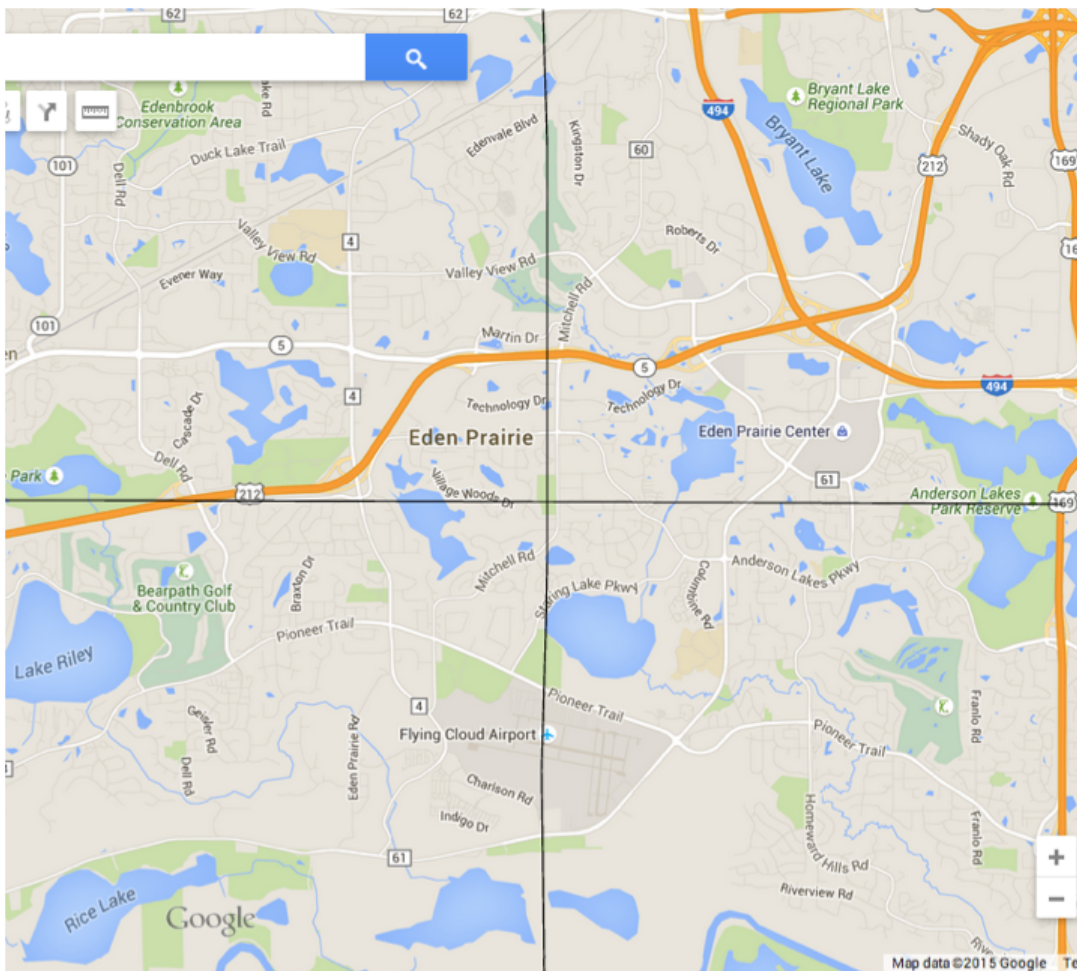 62
62
Edenbrook
Conservation Area
Edenvale Blvd
Kingston Dr
494
Bryant Lake
Regional Park
Bryant Lake
Shady Oak Rd
212
169
101
Duck Lake Trail
Dell Rd
60
Valley View Rd
4
Valley View Rd
Roberts Dr
Evener Way
Mitchell Rd
101
5
Martin Dr
5
494
4
Technology Dr
Technology Dr
Cascade Dr
Eden Prairie
Eden Prairie Center
Dell Rd
Park
212
Village Woods Dr
61
Anderson Lakes
Park Reserve
169
Mitchell Rd
Anderson Lakes Pkwy
Bearpath Golf
& Country Club
Braxton Dr
Staring Lake Pkwy
Columbine Rd
Pioneer Trail
Lake Riley
4
Pioneer Trail
Franlo Rd
Geisler Rd
Eden Prairie Rd
Flying Cloud Airport
Pioneer Trail
Dell Rd
Charlson Rd
Indigo Dr
Homeward Hills Rd
Franlo Rd
61
Riverview Rd
Rice Lake
Google
Map data ©2015 Google